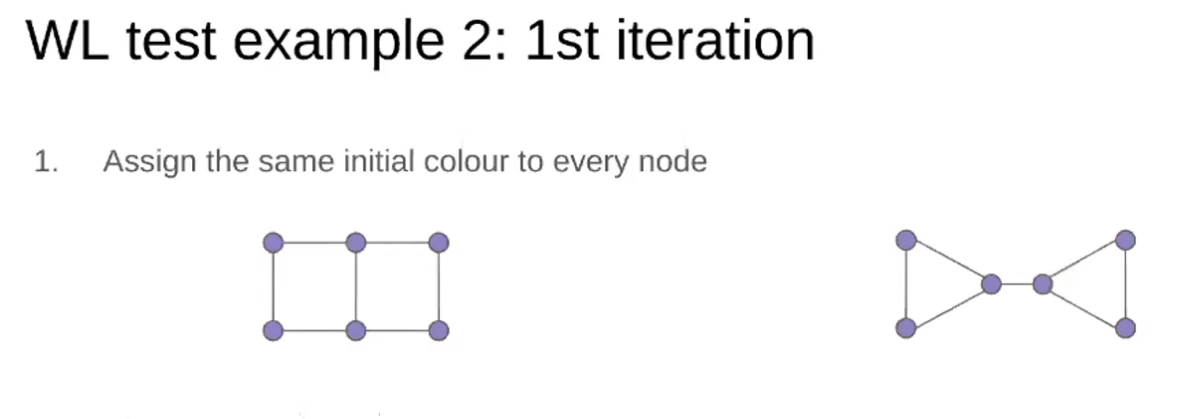 WL test example 2: 1st iteration
1. Assign the same initial colour to every node